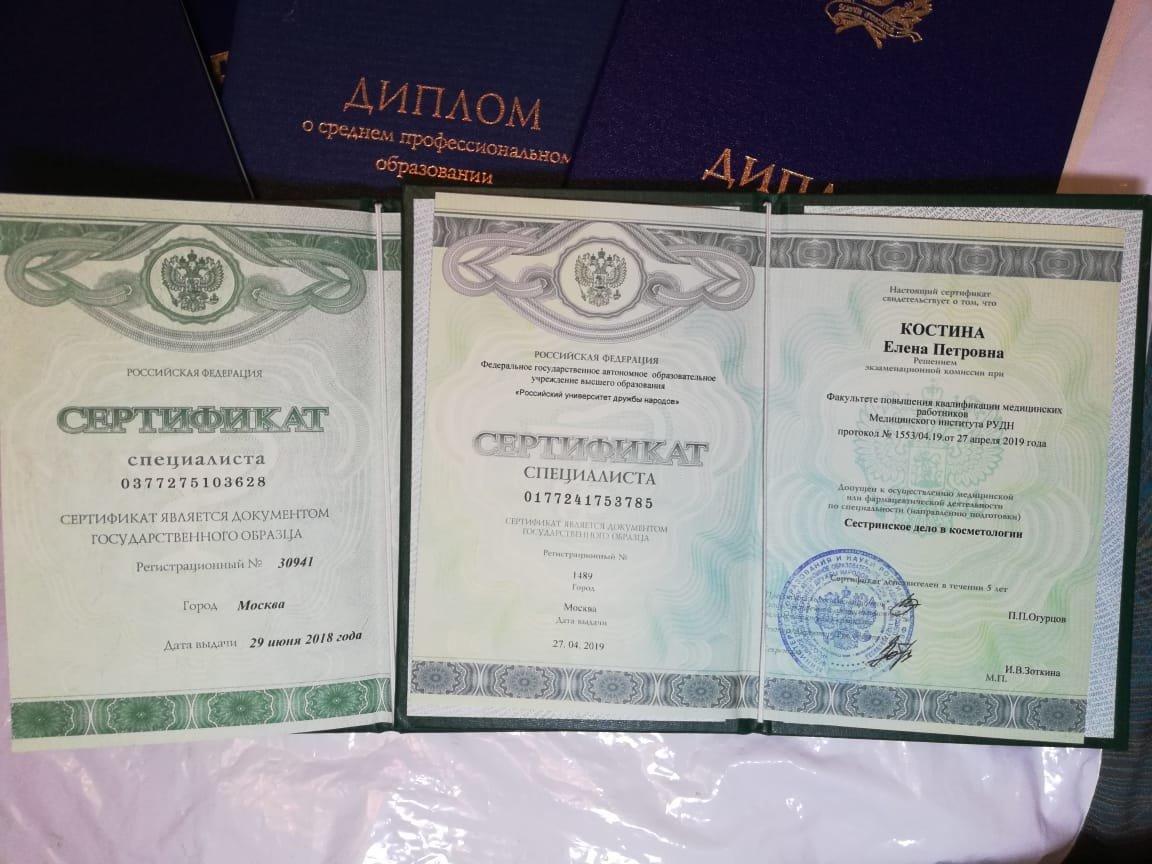 ДИПЛОМ
о среднем профессиональном
образовании
ДИПЛ
РОССИЙСКАЯ ФЕДЕРАЦИЯ
СЕРТИФИКАТ
специалиста
0377275103628
СЕРТИФИКАТ ЯВЛЯЕТСЯ ДОКУМЕНТОМ
ГОСУДАРСТВЕННОГО ОБРАЗЦА
Регистрационный № 30941
Город Москва
Дата выдачи 29 июня 2018 года
РОССИЙСКАЯ ФЕДЕРАЦИЯ
Федеральное государственное автономное образовательное
учреждение высшего образования
«Российский университет дружбы народов»
СЕРТИФИКАТ
СПЕЦИАЛИСТА
0177241753785
СЕРТИФИКАТ ЯВЛЯЕТСЯ ДОКУМЕНТОМ
ГОСУДАРСТВЕННОГО ОБРАЗЦА
Регистрационный №
1489
Город
Москва
Дата выдачи
27. 04. 2019
Настоящий сертификат
свидетельствует о том, что
КОСТИНА
Елена Петровна
Решением
экзаменационной комиссии при
Факультете повышения квалификации медицинских
работников
Медицинского института РУДН
протокол № 1553/04.19.от 27 апреля 2019 года
Допущен к осуществлению медицинской
или фармацевтической деятельности
по специальности (направлению подготовки)
Сестринское дело в косметологии
Сертификат действителен в течении 5 лет
П.П.Огурцов
И.В.Зоткина
М.П.